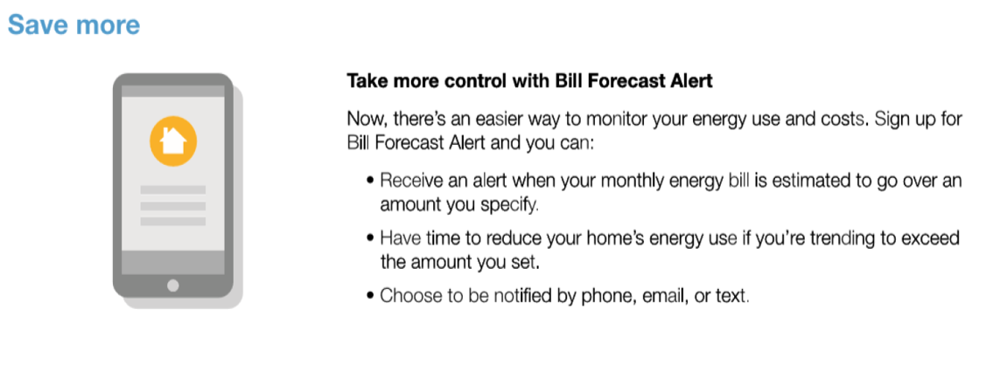 Save more
Take more control with Bill Forecast Alert
Now, there's an easier way to monitor your energy use and costs. Sign up for
Bill Forecast Alert and you can:
• Receive an alert when your monthly energy bill is estimated to go over an
amount you specify.
• Have time to reduce your home's energy use if you're trending to exceed
the amount you set.
• Choose to be notified by phone, email, or text.